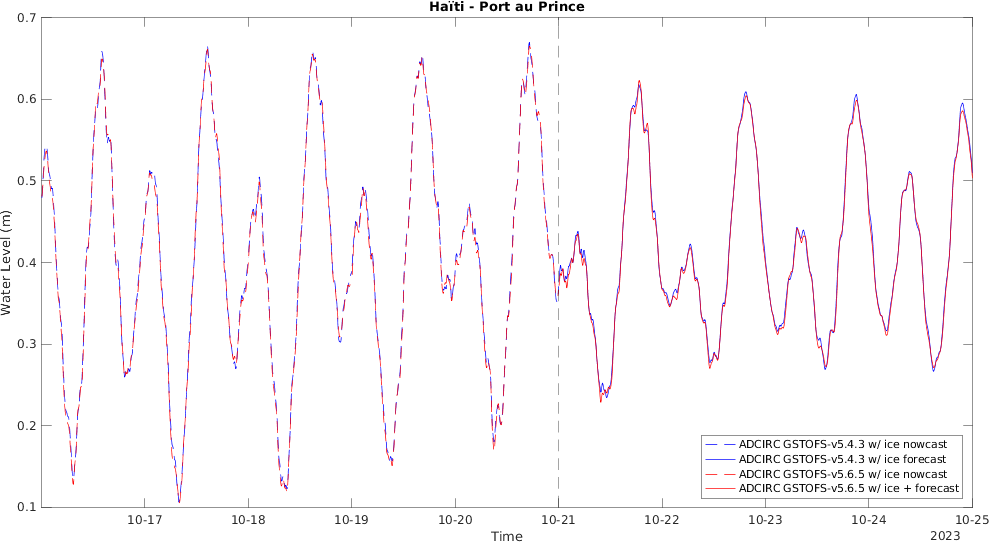 Haïti - Port au Prince
Water Level (m)
0.7
0.6
0.5
0.4
0.3
0.2
0.1
10-17
10-18
10-19
10-20
10-21
10-22
10-23
10-24
10-25
Time
2023
ADCIRC GSTOFS-v5.4.3 w/ ice nowcast
ADCIRC GSTOFS-v5.4.3 w/ ice forecast
ADCIRC GSTOFS-v5.6.5 w/ ice nowcast
ADCIRC GSTOFS-v5.6.5 w/ ice + forecast